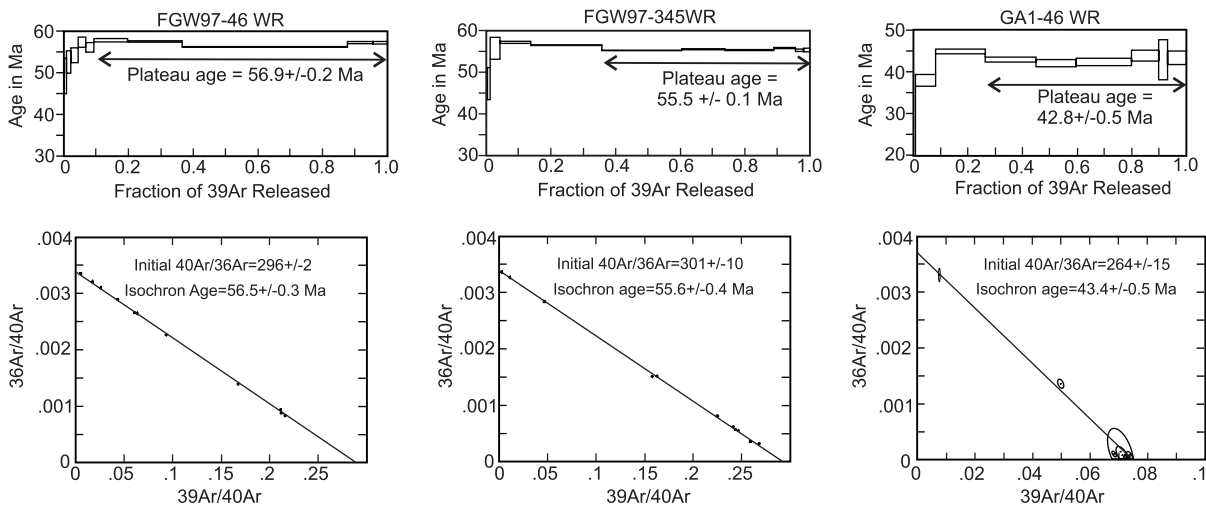 FGW97-46 WR
60
50
40
30
Age in Ma
Plateau age = 56.9+/-0.2 Ma
0 0.2 0.4 0.6 0.8 1.0
Fraction of 39Ar Released
FGW97-345WR
60
50
40
30
Age in Ma
Plateau age =
55.5 +/- 0.1 Ma
0 0.2 0.4 0.6 0.8 1.0
Fraction of 39Ar Released
GA1-46 WR
50
40
30
20
Age in Ma
Plateau age =
42.8+/-0.5 Ma
0 0.2 0.4 0.6 0.8 1.0
Fraction of 39Ar Released
.004
.003
.002
.001
0
36Ar/40Ar
Initial 40Ar/36Ar=296+/-2
Isochron Age=56.5+/-0.3 Ma
0 .05 .1 .15 .2 .25
39Ar/40Ar
.004
.003
.002
.001
0
36Ar/40Ar
Initial 40Ar/36Ar=301+/-10
Isochron age=55.6+/-0.4 Ma
0 .05 .1 .15 .2 .25
39Ar/40Ar
.004
.003
.002
.001
0
36Ar/40Ar
Initial 40Ar/36Ar=264+/-15
Isochron age=43.4+/-0.5 Ma
0 .02 .04 .06 .08 .1
39Ar/40Ar